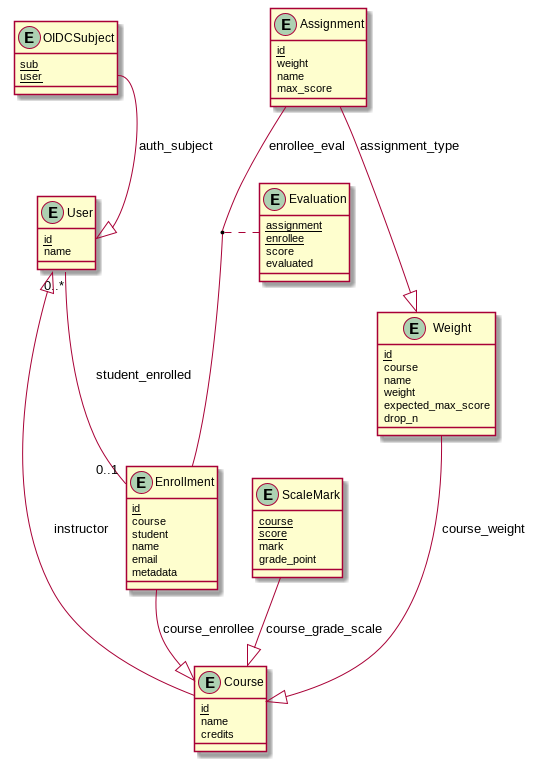 E OIDCSubject
sub
user
E Assignment
id
weight
name
max_score
auth_subject
enrollee_eval
assignment_type
E User
id
name
E Evaluation
assignment
enrollee
score
evaluated
0..*
E Weight
id
course
name
weight
expected_max_score
drop_n
student_enrolled
0..1
E Enrollment
id
course
student
name
email
metadata
E ScaleMark
course
score
mark
grade_point
instructor
course_weight
course_enrollee
course_grade_scale
E Course
id
name
credits